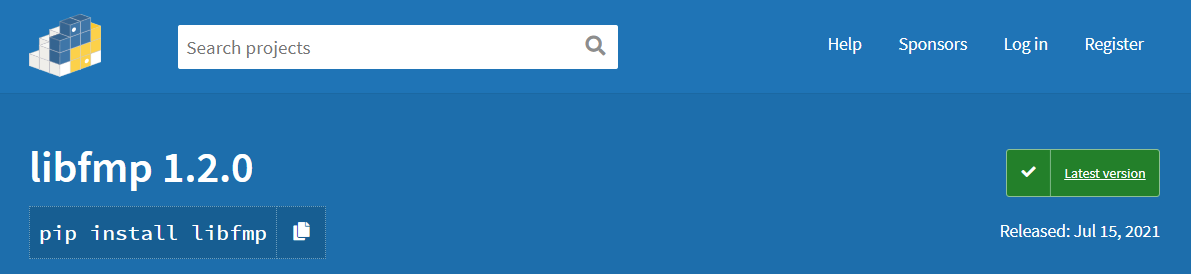 Search projects
Help
Sponsors
Log in
Register
libfmp 1.2.0
Latest version
pip install libfmp
Released: Jul 15, 2021